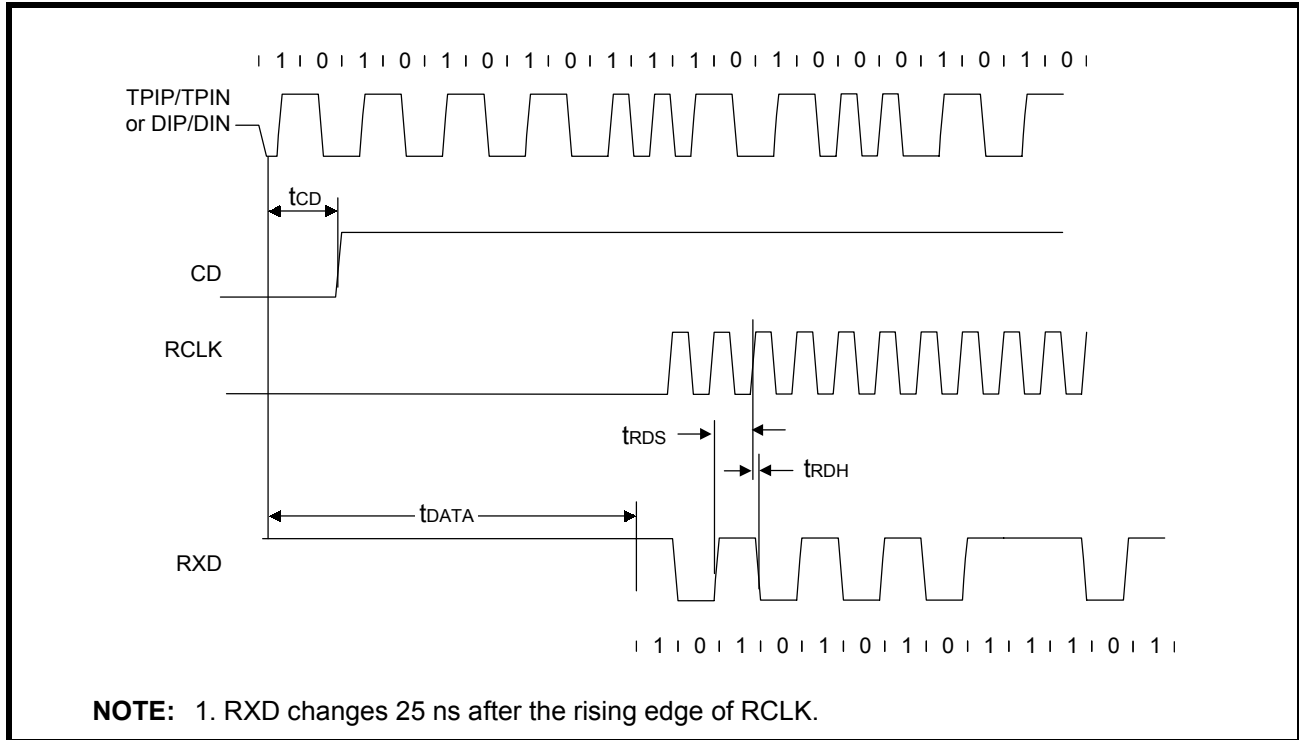 1 0 1 0 1 0 1 0 1 1 1 0 1 0 0 0 1 0 1 0
TPIP/TPIN
or DIP/DIN
tCD
CD
RCLK
tRDS
tRDH
tDATA
RXD
1 0 1 0 1 0 1 0 1 1 1 0 1
NOTE: 1. RXD changes 25 ns after the rising edge of RCLK.